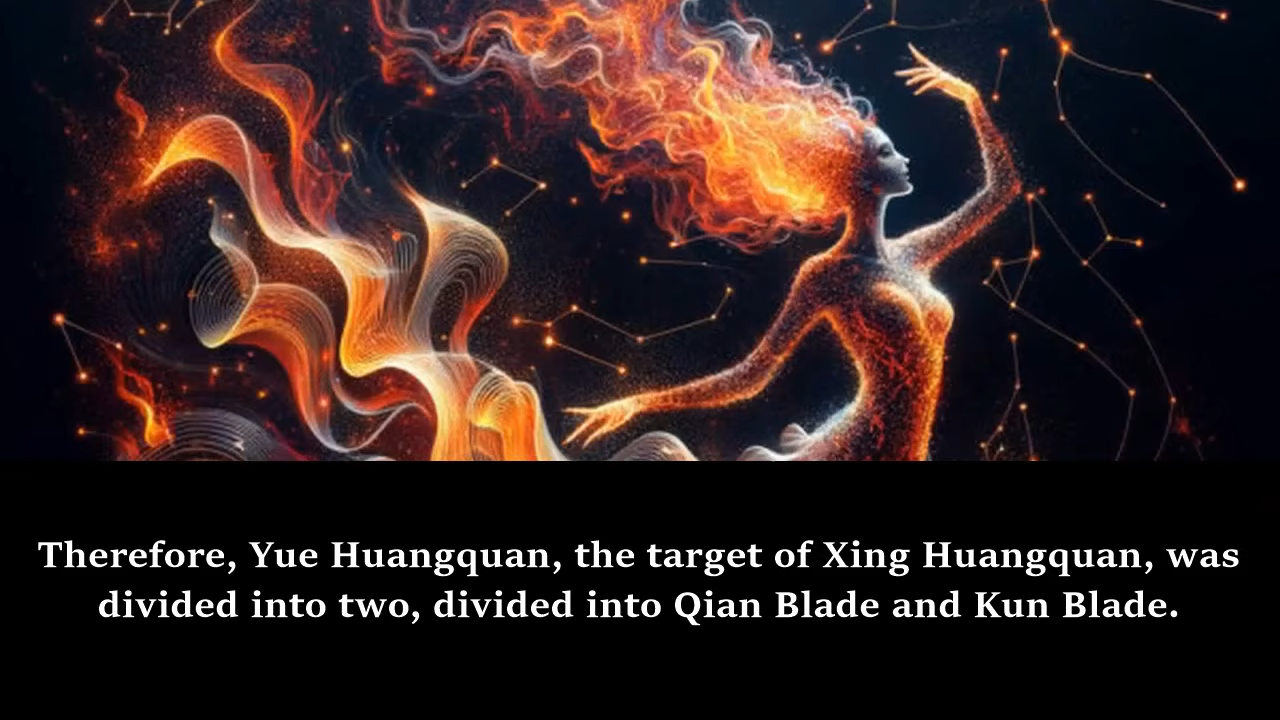 Therefore, Yue Huangquan, the target of Xing Huangquan, was
divided into two, divided into Qian Blade and Kun Blade.